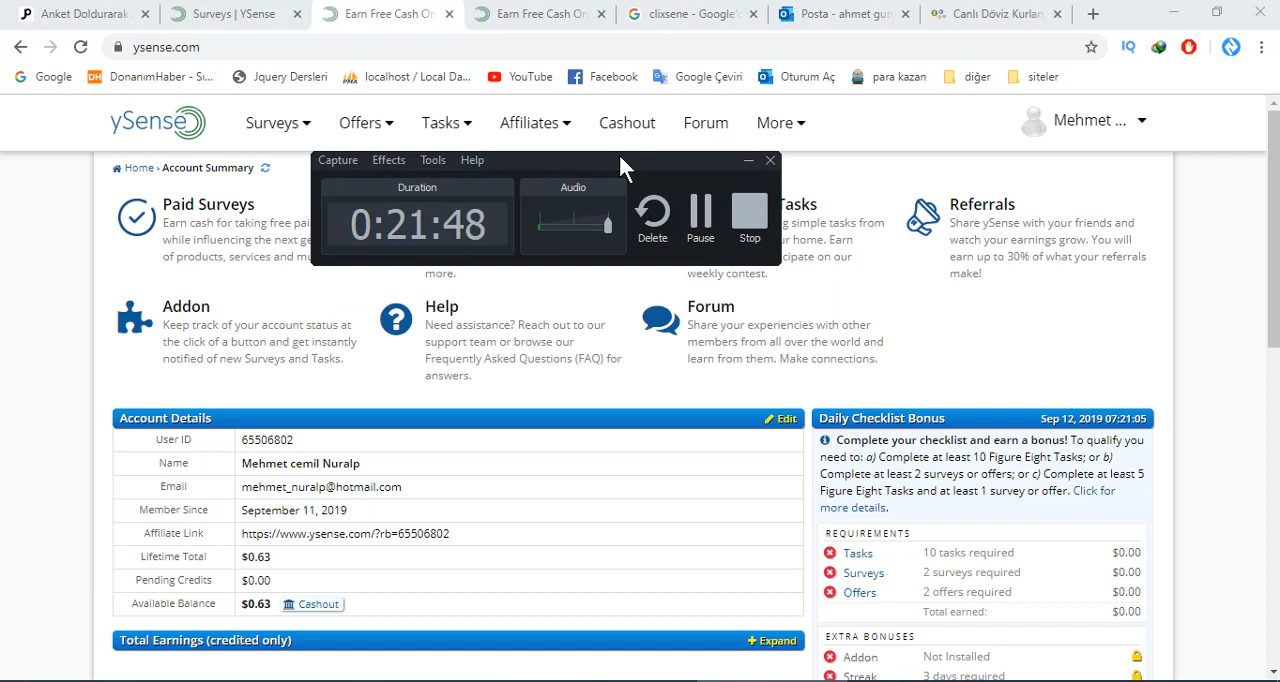 Anket Doldurarak
Surveys | YSense
Earn Free Cash On
Earn Free Cash On
clixsene - Google'
Posta - ahmet gun
Canlı Döviz Kurlar
ysense.com
Google
DonanımHaber - Sı...
Jquery Dersleri
localhost / Local Da...
YouTube
Facebook
Google Çeviri
Oturum Aç
para kazan
diğer
siteler
ySense
Surveys
Offers
Tasks
Affiliates
Cashout
Forum
More
Mehmet ...
Home › Account Summary
Capture Effects Tools Help
Duration
0:21:48
Audio
Delete
Pause
Stop
Paid Surveys
Earn cash for taking free pai
while influencing the next ge
of products, services and mu
more.
Tasks
g simple tasks from
ur home. Earn
cipate on our
weekly contest.
Referrals
Share ySense with your friends and
watch your earnings grow. You will
earn up to 30% of what your referrals
make!
Addon
Keep track of your account status at
the click of a button and get instantly
notified of new Surveys and Tasks.
Help
Need assistance? Reach out to our
support team or browse our
Frequently Asked Questions (FAQ) for
answers.
Forum
Share your experiences with other
members from all over the world and
learn from them. Make connections.
Account Details
Edit
User ID 65506802
Name Mehmet cemil Nuralp
Email mehmet_nuralp@hotmail.com
Member Since September 11, 2019
Affiliate Link https://www.ysense.com/?rb=65506802
Lifetime Total $0.63
Pending Credits $0.00
Available Balance $0.63 Cashout
Total Earnings (credited only)
Expand
Daily Checklist Bonus Sep 12, 2019 07:21:05
Complete your checklist and earn a bonus! To qualify you
need to: a) Complete at least 10 Figure Eight Tasks; or b)
Complete at least 2 surveys or offers; or c) Complete at least 5
Figure Eight Tasks and at least 1 survey or offer. Click for
more details.
REQUIREMENTS
Tasks 10 tasks required $0.00
Surveys 2 surveys required $0.00
Offers 2 offers required $0.00
Total earned: $0.00
EXTRA BONUSES
Addon Not Installed
Streak 3 days required